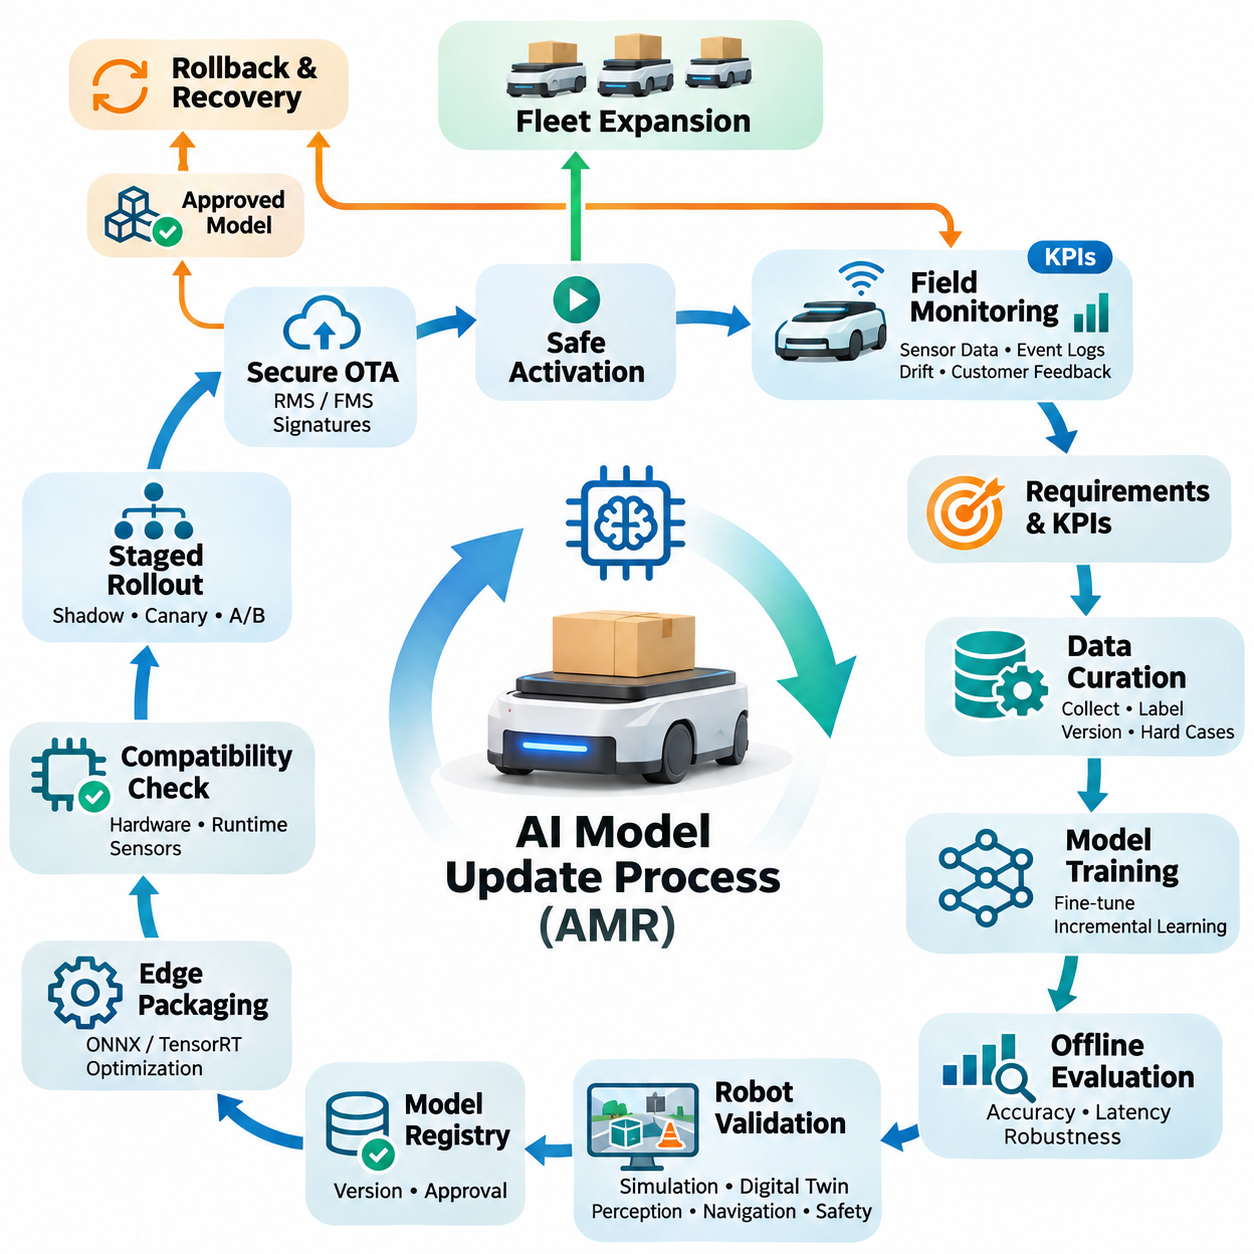 Rollback &
Recovery
Fleet Expansion
Approved
Model
KPIs
Field
Monitoring
Sensor Data • Event Logs
Drift • Customer Feedback
Safe
Activation
Secure OTA
RMS / FMS
Signatures
Requirements
& KPIs
Staged
Rollout
Shadow • Canary • A/B
Data
Curation
Collect • Label
Version • Hard Cases
Compatibility
Check
Hardware • Runtime
Sensors
AI Model
Update Process
(AMR)
Model
Training
Fine-tune
Incremental Learning
Edge
Packaging
ONNX / TensorRT
Optimization
Offline
Evaluation
Accuracy • Latency
Robustness
Model
Registry
Version • Approval
Robot
Validation
Simulation • Digital Twin
Perception • Navigation • Safety